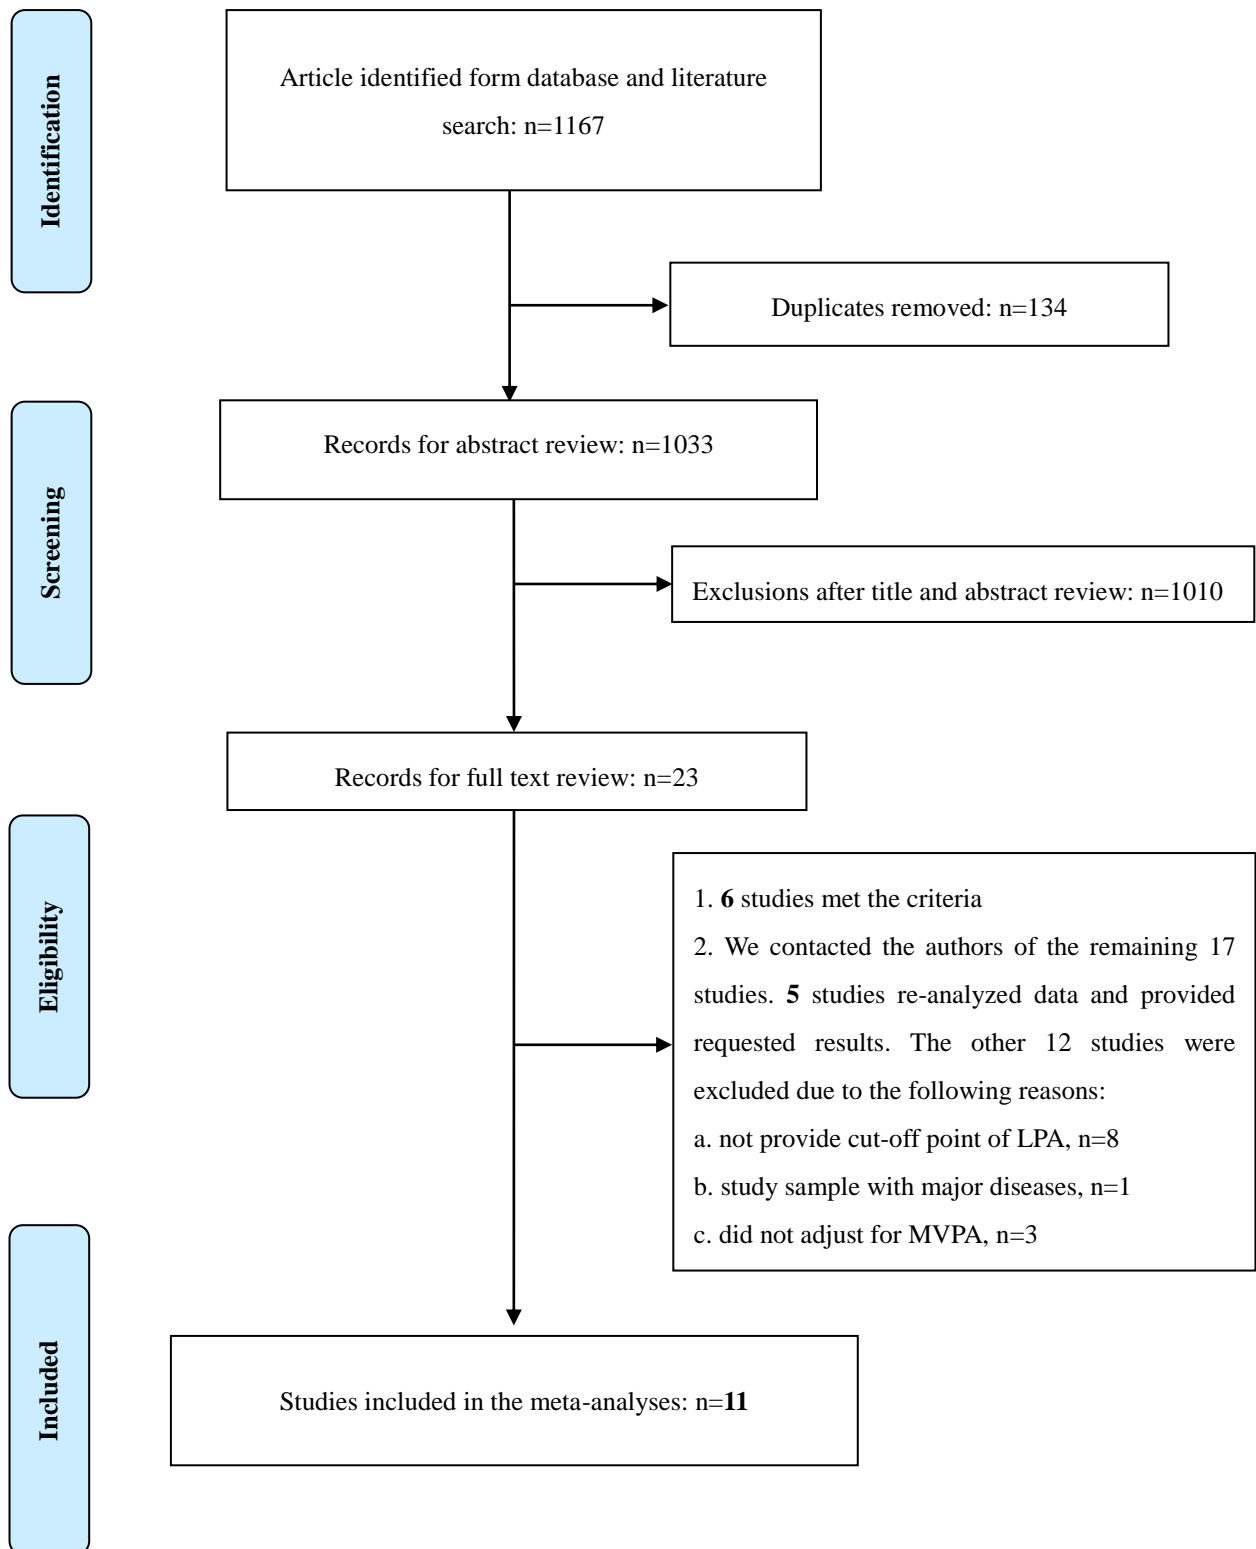 Identification
Article identified form database and literature
search: n=1167
Duplicates removed: n=134
Screening
Records for abstract review: n=1033
Exclusions after title and abstract review: n=1010
Records for full text review: n=23
Eligibility
1. 6 studies met the criteria
2. We contacted the authors of the remaining 17
studies. 5 studies re-analyzed data and provided
requested results. The other 12 studies were
excluded due to the following reasons:
a. not provide cut-off point of LPA, n=8
b. study sample with major diseases, n=1
c. did not adjust for MVPA, n=3
Included
Studies included in the meta-analyses: n=11